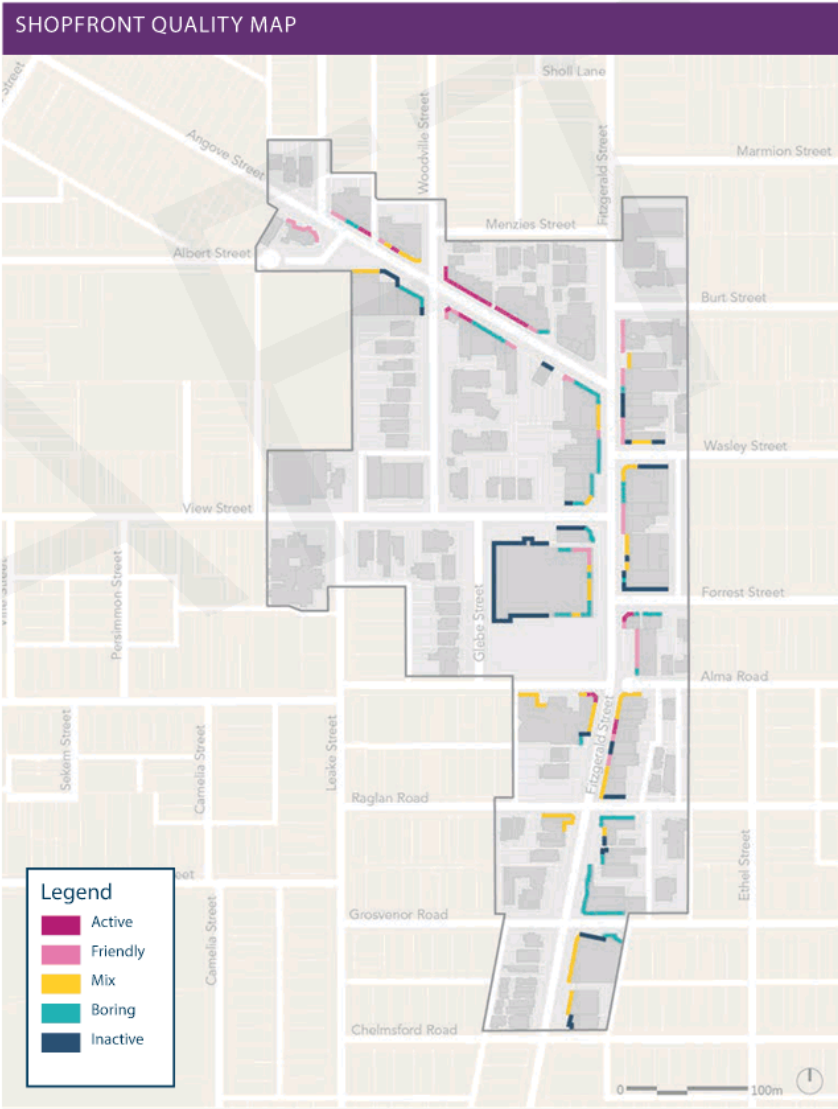 SHOPFRONT QUALITY MAP
Street
Sholl Lane
Angove Street
Woodville Street
Fitzgerald Street
Marmion Street
Menzies Street
Albert Street
Burt Street
Wasley Street
View Street
Persimmon Street
Glebe Street
Forrest Street
Alma Road
Sekem Street
Camelia Street
Leake Street
Fitzgerald Street
Raglan Road
Ethel Street
eet
Camelia Street
Grosvenor Road
Chelmsford Road
Legend
Active
Friendly
Mix
Boring
Inactive
0 100m